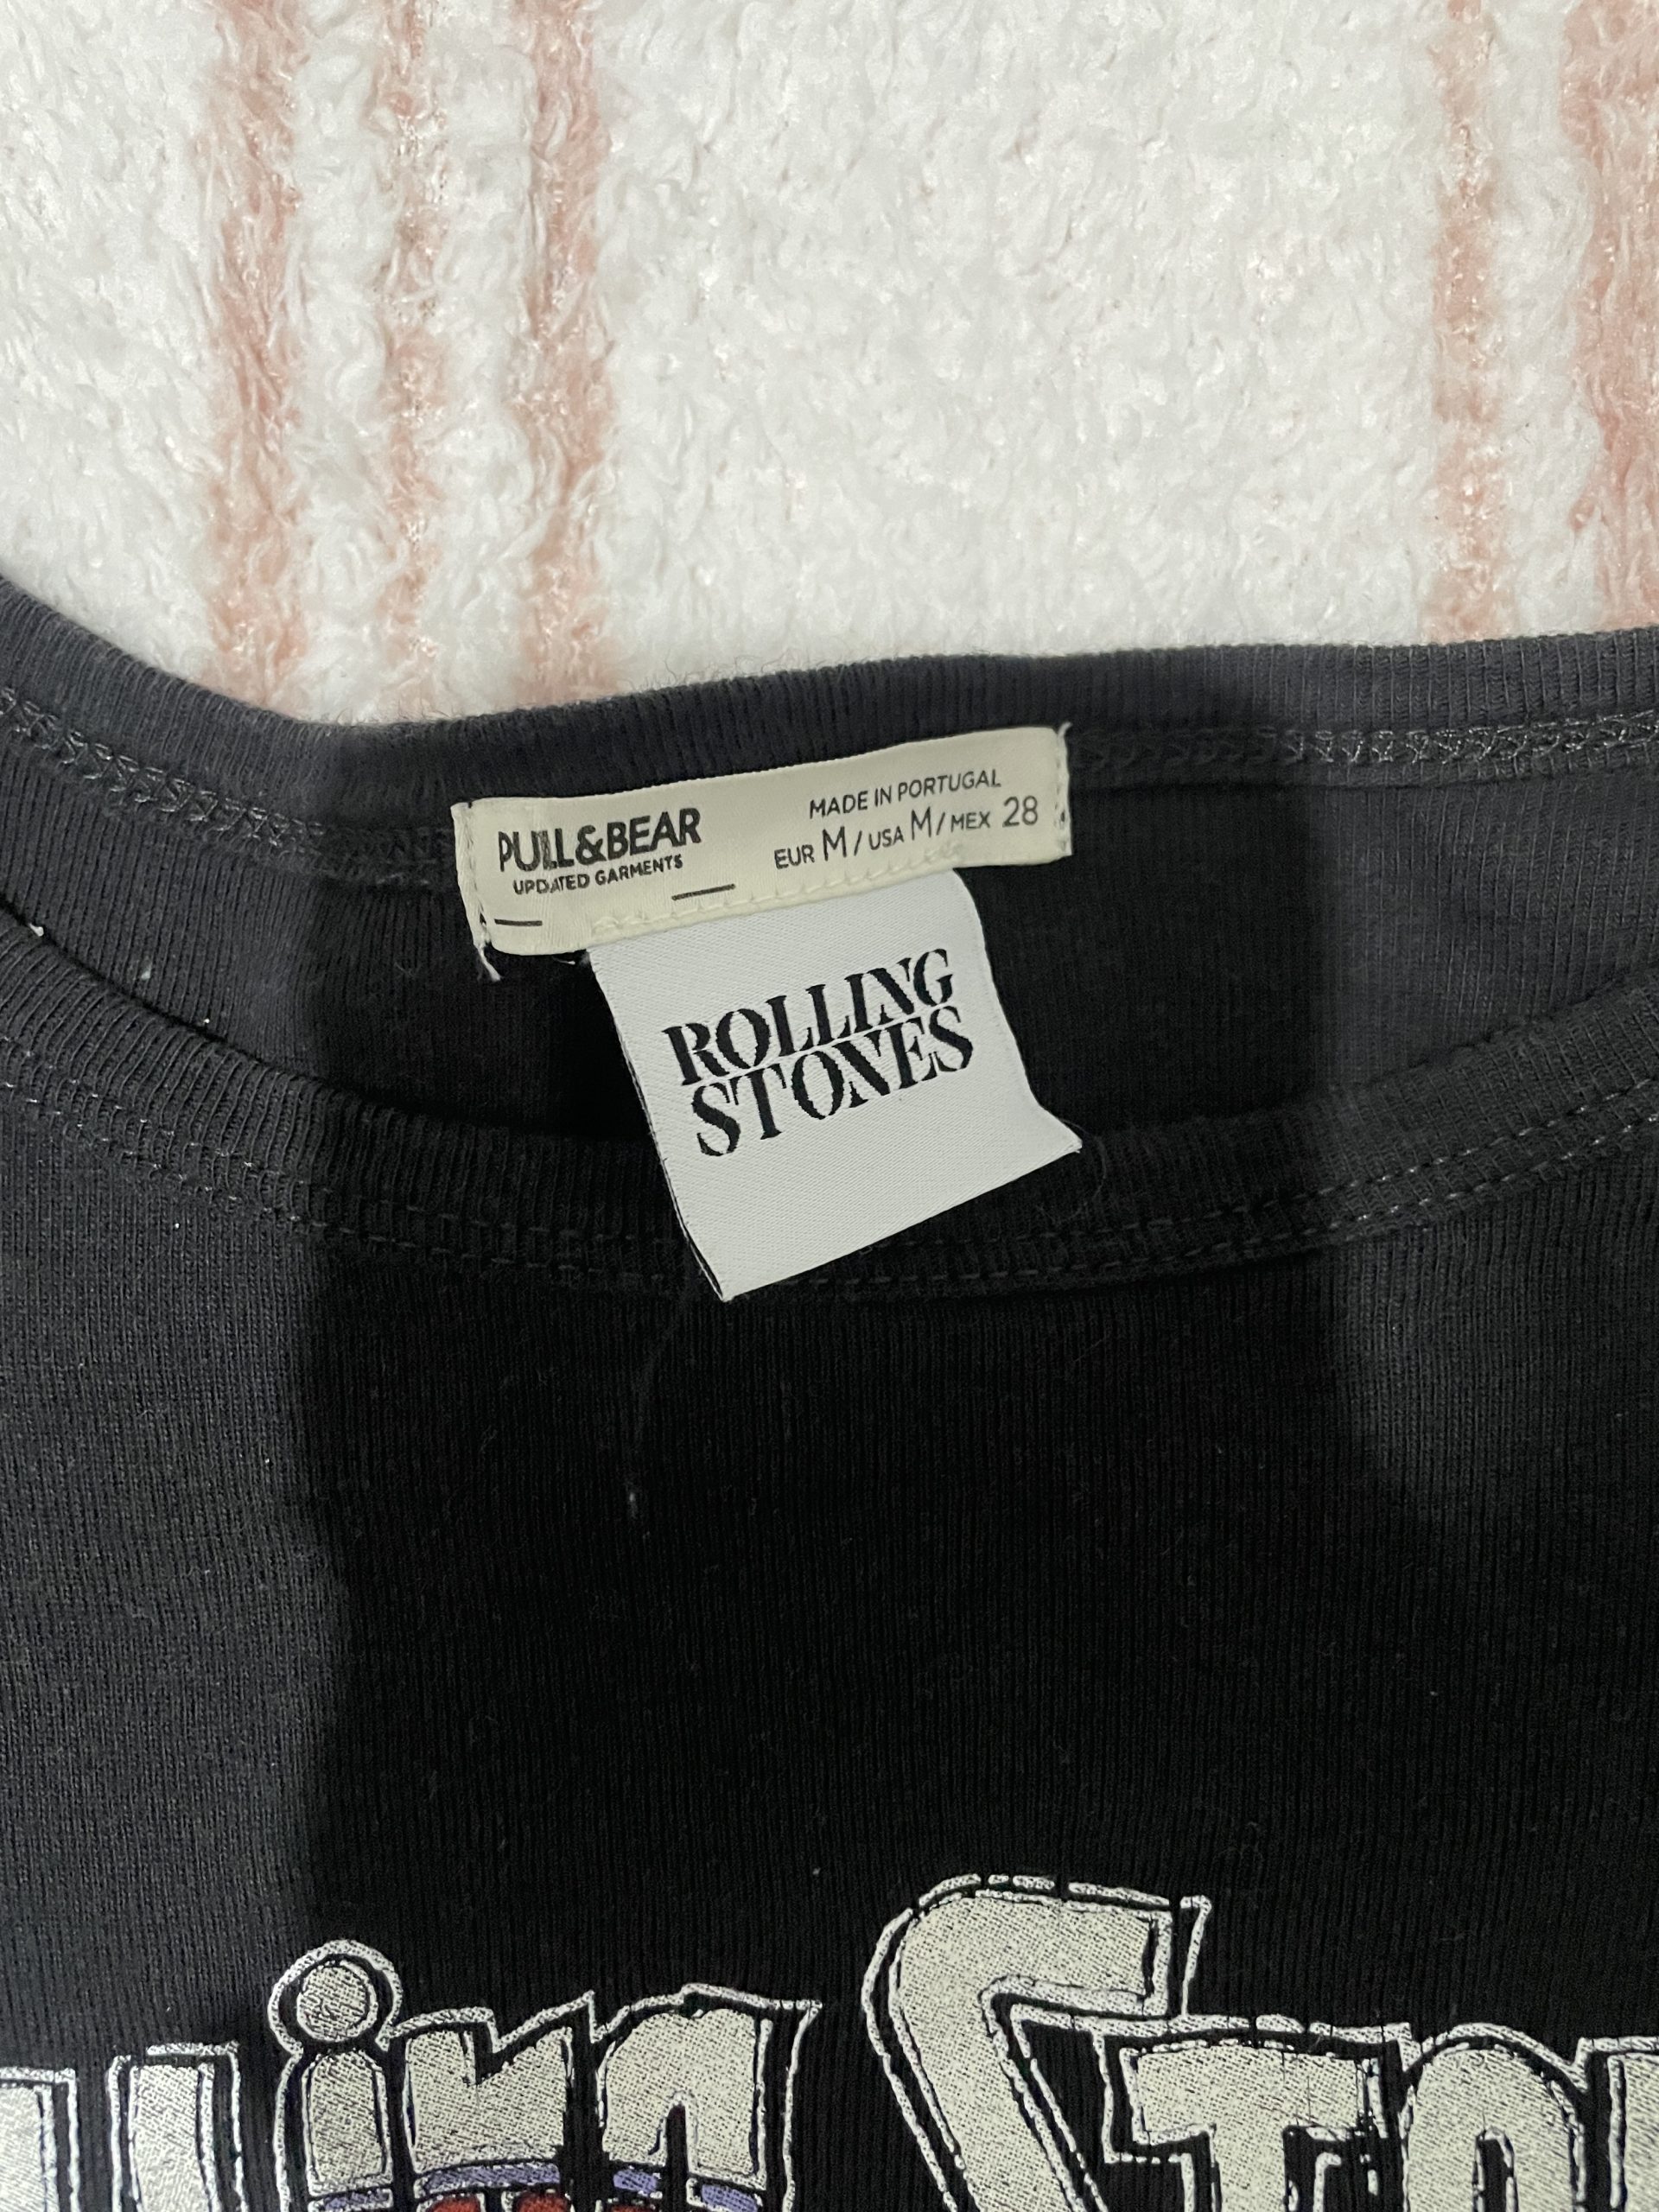 PULL&BEAR
UPDATED GARMENTS
MADE IN PORTUGAL
EUR M / USA M / MEX 28
ROLLING
STONES